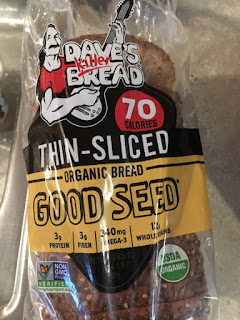 DAVE'S
Killer
BREAD
70
CALORIES
THIN-SLICED
ORGANIC BREAD
GOOD SEED®
3g
PROTEIN
3g
FIBER
340mg
OMEGA-3
WHOLE GRAINS
NON
GMO
VERIFIED
USDA
ORGANIC